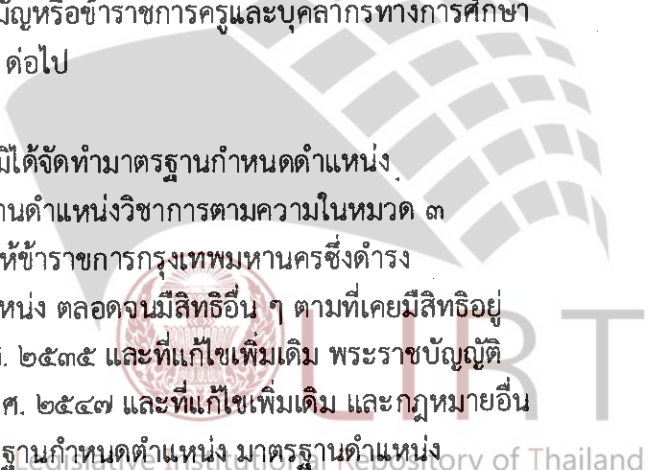 มัญหรือข้าราชการครูและบุคลากรทางการศึกษา
ต่อไป
มิได้จัดทำมาตรฐานกำหนดตำแหน่ง
านตำแหน่งวิชาการตามความในหมวด ๓
ห้ข้าราชการกรุงเทพมหานครซึ่งดำรง
หน่ง ตลอดจนมีสิทธิอื่น ๆ ตามที่เคยมีสิทธิอยู่
. ๒๕๓๕ และที่แก้ไขเพิ่มเติม พระราชบัญญัติ
ศ. ๒๕๔๗ และที่แก้ไขเพิ่มเติม และกฎหมายอื่น
ฐานกำหนดตำแหน่ง มาตรฐานตำแหน่ง
LIRT
Legislative Institutional Repository of Thailand